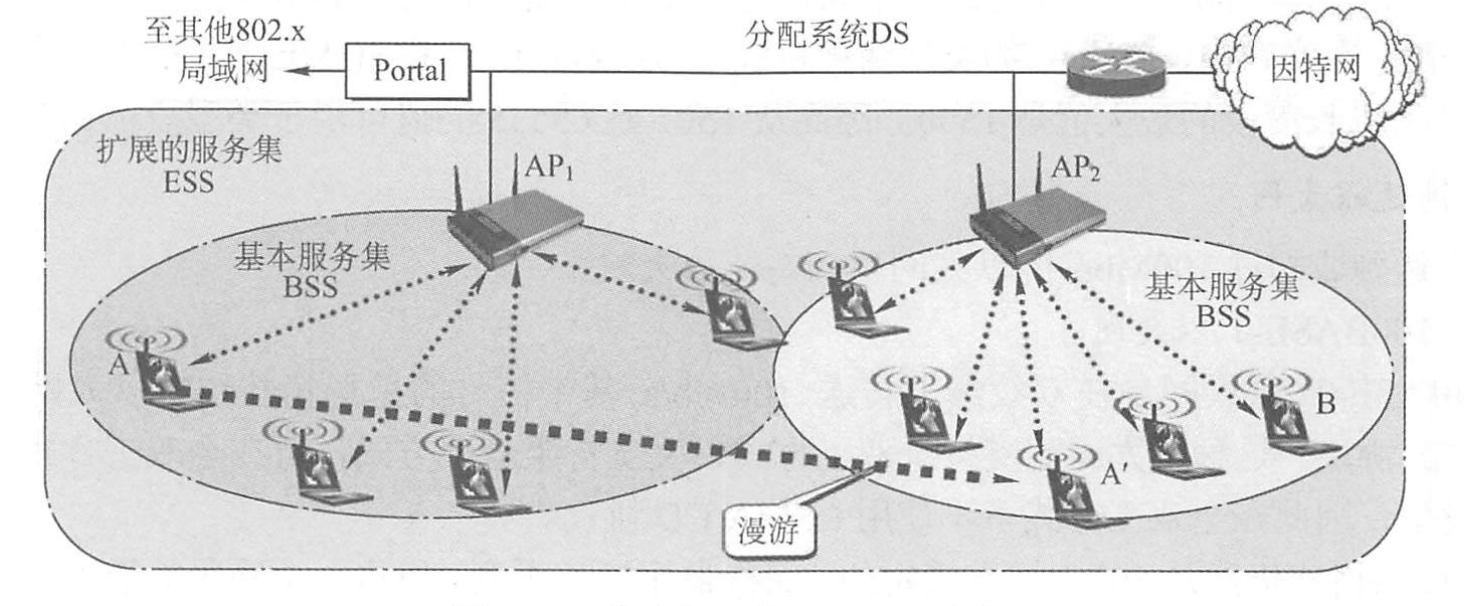 至其他802.x
局域网
Portal
分配系统DS
因特网
扩展的服务集
ESS
AP₁
AP₂
基本服务集
BSS
基本服务集
BSS
A
B
A′
漫游